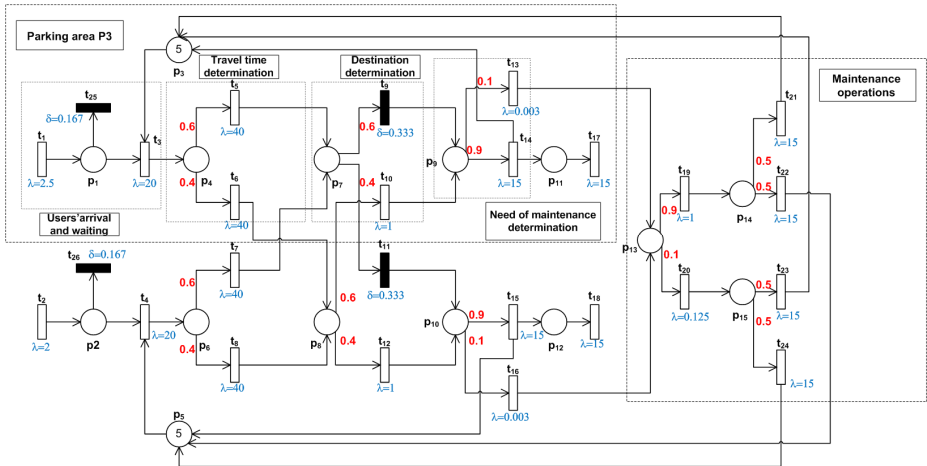 Parking area P3
5
p3
Travel time determination
Destination determination
Maintenance operations
t25
δ=0.167
t1
λ=2.5
p1
t3
λ=20
Users'arrival and waiting
0.6
0.4
p4
t5
λ=40
t6
λ=40
p7
t9
0.6
δ=0.333
0.4
t10
λ=1
p9
0.1
0.9
t13
λ=0.003
t14
λ=15
p11
t17
λ=15
Need of maintenance determination
t26
δ=0.167
t2
λ=2
p2
t4
λ=20
0.6
0.4
p6
t7
λ=40
t8
λ=40
p8
0.6
0.4
t11
δ=0.333
t12
λ=1
p10
0.9
0.1
t15
λ=15
p12
t18
λ=15
t16
λ=0.003
p5
5
p13
0.9
0.1
t19
λ=1
t20
λ=0.125
p14
0.5
0.5
t21
λ=15
t22
λ=15
p15
0.5
0.5
t23
λ=15
t24
λ=15